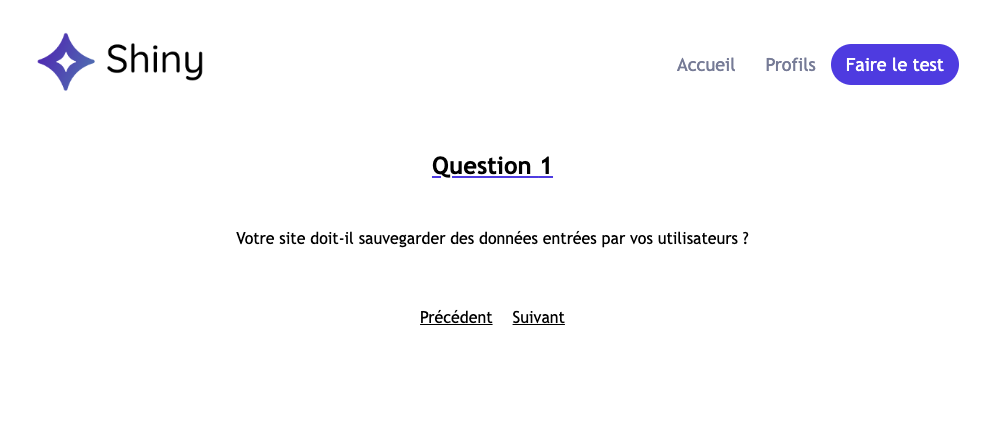 Shiny
Accueil Profils Faire le test
Question 1
Votre site doit-il sauvegarder des données entrées par vos utilisateurs ?
Précédent Suivant